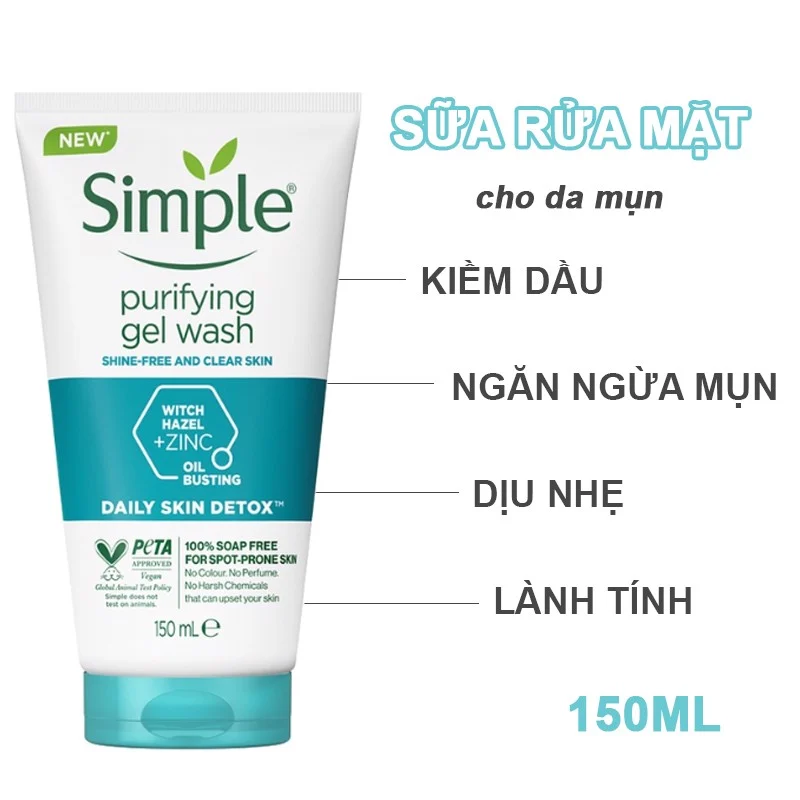 NEW*
Simple®
purifying
gel wash
SHINE-FREE AND CLEAR SKIN
WITCH
HAZEL
+ZINC
OIL
BUSTING
DAILY SKIN DETOX™
PETA
APPROVED
Vegan
Global Animal Test Policy
Simple does not
test on animals.
100% SOAP FREE
FOR SPOT-PRONE SKIN
No Colour. No Perfume.
No Harsh Chemicals
that can upset your skin
150 mL℮
SỮA RỬA MẶT
cho da mụn
KIỀM DẦU
NGĂN NGỪA MỤN
DỊU NHẸ
LÀNH TÍNH
150ML